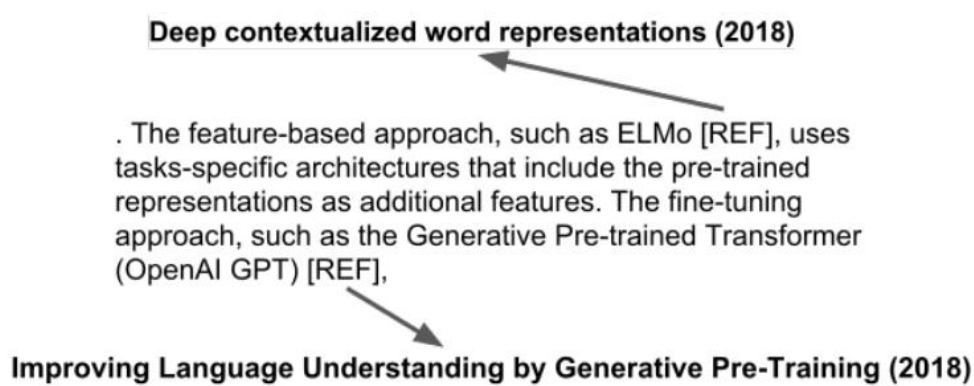 Deep contextualized word representations (2018)
. The feature-based approach, such as ELMo [REF], uses
tasks-specific architectures that include the pre-trained
representations as additional features. The fine-tuning
approach, such as the Generative Pre-trained Transformer
(OpenAI GPT) [REF],
Improving Language Understanding by Generative Pre-Training (2018)